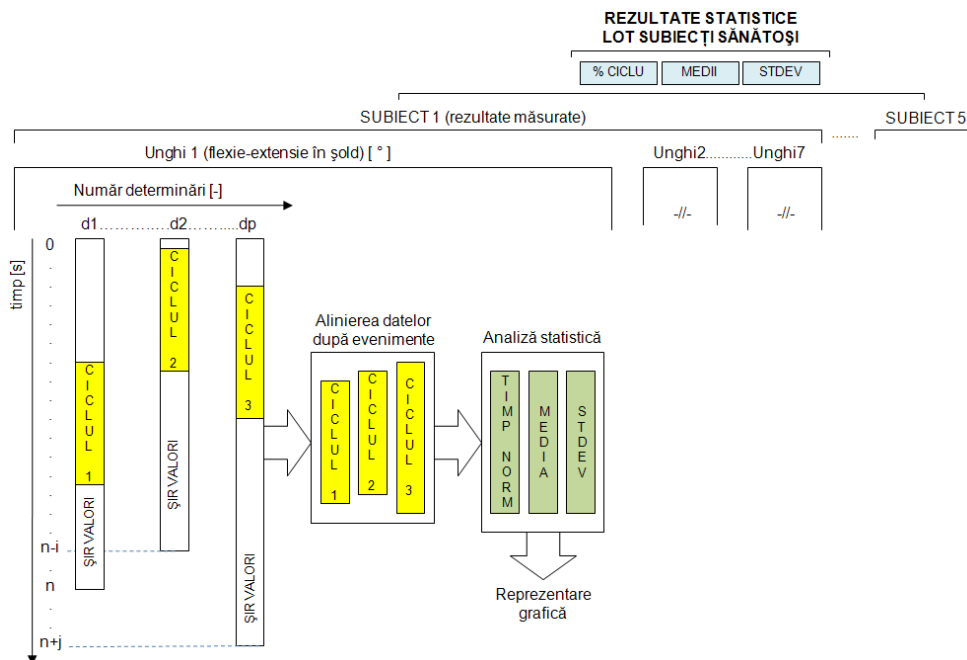 REZULTATE STATISTICE
LOT SUBIECȚI SĂNĂTOȘI
% CICLU
MEDII
STDEV
SUBIECT 1 (rezultate măsurate)
........
SUBIECT 5
Unghi 1 (flexie-extensie în șold) [ ° ]
Unghi2............Unghi7
-//-
-//-
Număr determinări [-]
d1...............d2.........dp
timp [s]
0
n-i
n
n+j
CICLUL 1
ȘIR VALORI
CICLUL 2
ȘIR VALORI
CICLUL 3
ȘIR VALORI
Alinierea datelor
după evenimente
CICLUL 1
CICLUL 2
CICLUL 3
Analiză statistică
TIMP NORM
MEDIA
STDEV
Reprezentare
grafică